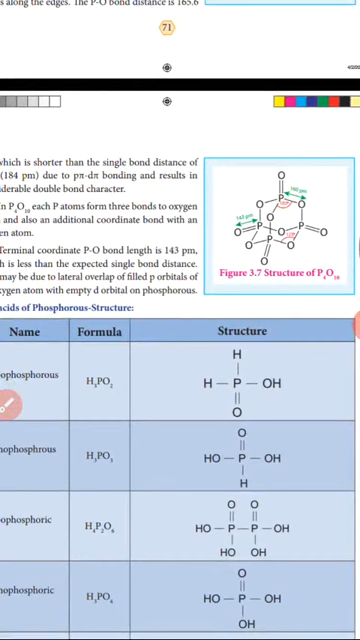 s along the edges. The P-O bond distance is 165.6
71
which is shorter than the single bond distance of
(184 pm) due to pπ-dπ bonding and results in
iderable double bond character.
In P₄O₁₀ each P atoms form three bonds to oxygen
and also an additional coordinate bond with an
en atom.
Terminal coordinate P-O bond length is 143 pm,
h is less than the expected single bond distance.
may be due to lateral overlap of filled p orbitals of
xygen atom with empty d orbital on phosphorous.
O
P
160 pm
O
O
O
143 pm
O
P
O
P
O
P
O
O
O
Figure 3.7 Structure of P₄O₁₀
cids of Phosphorous-Structure:
Name Formula Structure
ophosphorous H₃PO₂
H
H — P — OH
O
ophosphrous H₃PO₃
O
HO — P — OH
H
ophosphoric H₄P₂O₆
O O
HO — P — P — OH
HO OH
ophosphoric H₃PO₄
O
HO — P — OH
OH